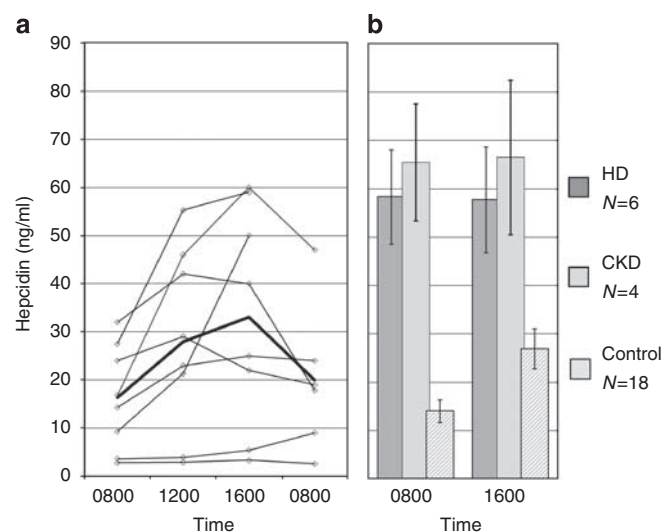 a
b
90
80
70
60
50
40
30
20
10
0
Hepcidin (ng/ml)
0800 1200 1600 0800
Time
0800 1600
Time
HD
N=6
CKD
N=4
Control
N=18